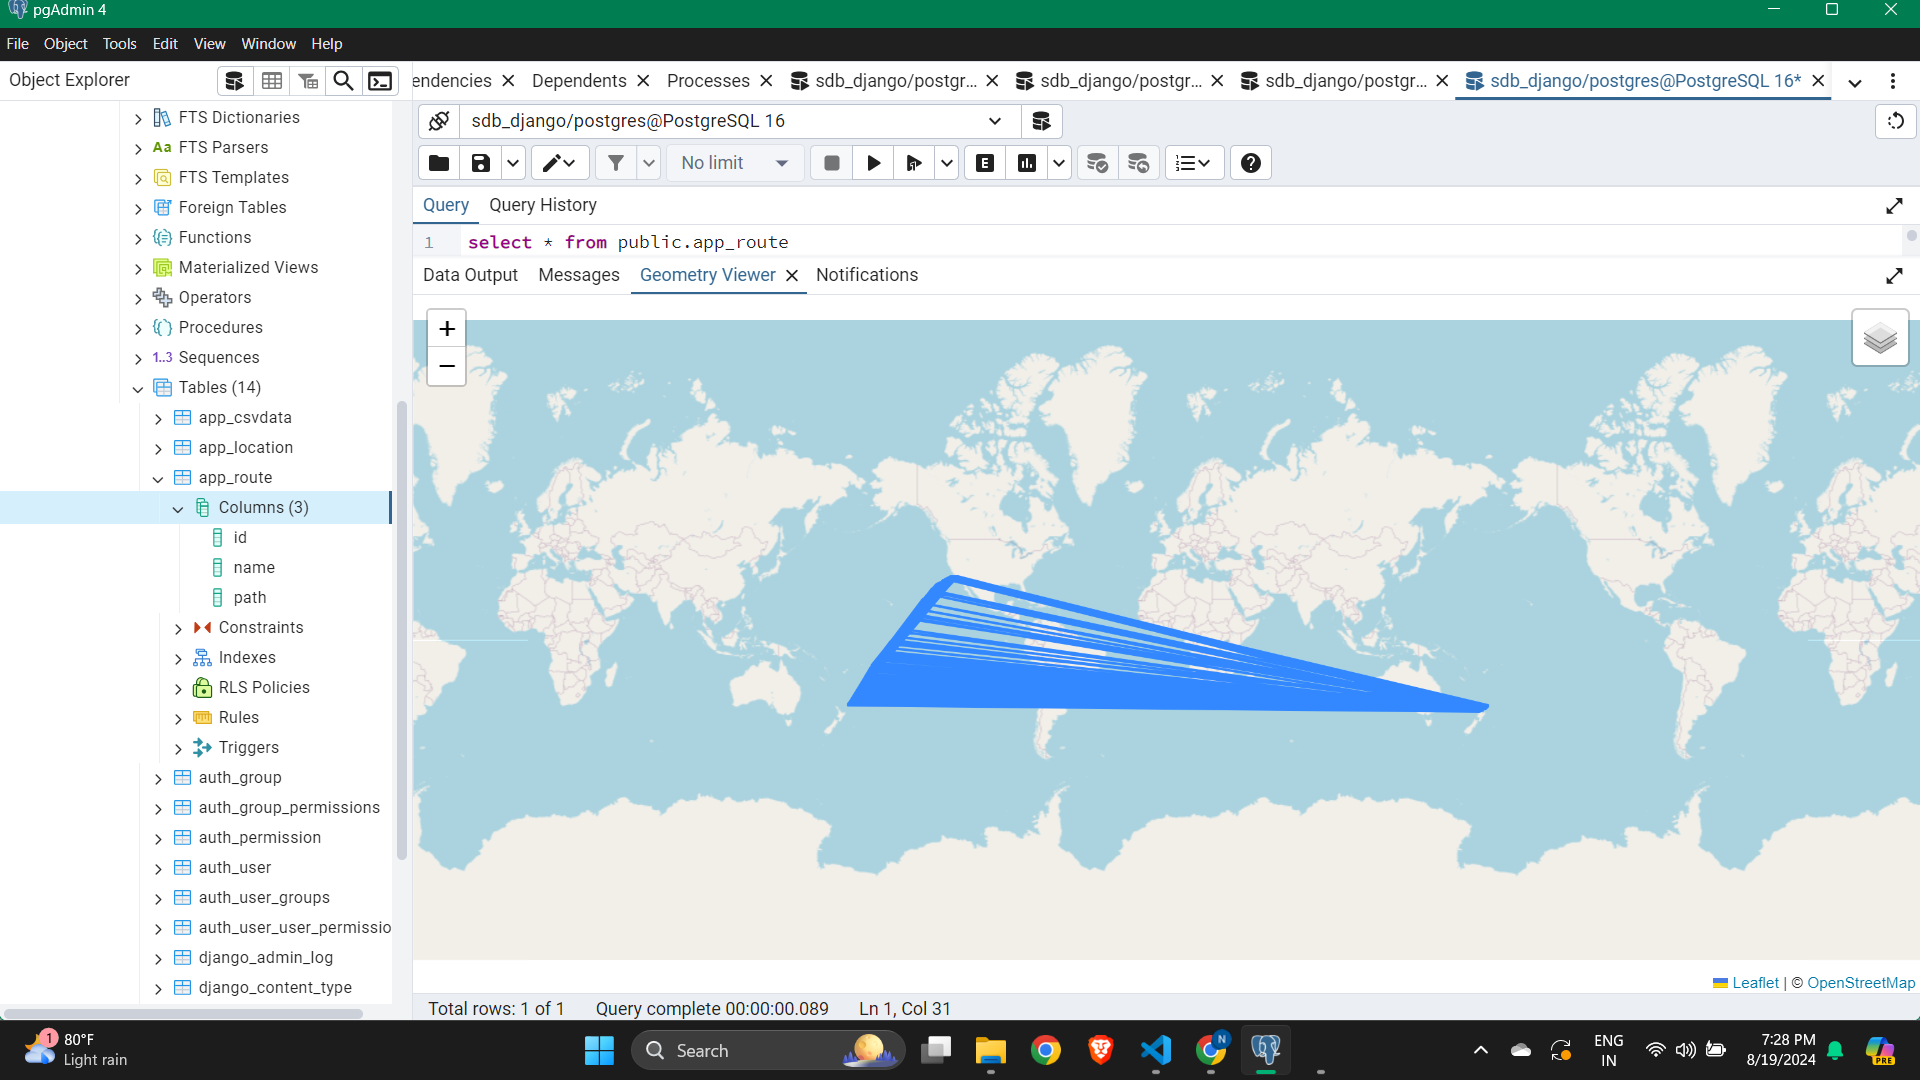 pgAdmin 4
File Object Tools Edit View Window Help
Object Explorer
endencies Dependents Processes sdb_django/postgr... sdb_django/postgr... sdb_django/postgr... sdb_django/postgres@PostgreSQL 16*
sdb_django/postgres@PostgreSQL 16
No limit
E
Query Query History
1 select * from public.app_route
Data Output Messages Geometry Viewer Notifications
+
−
FTS Dictionaries
Aa FTS Parsers
FTS Templates
Foreign Tables
Functions
Materialized Views
Operators
Procedures
1..3 Sequences
Tables (14)
app_csvdata
app_location
app_route
Columns (3)
id
name
path
Constraints
Indexes
RLS Policies
Rules
Triggers
auth_group
auth_group_permissions
auth_permission
auth_user
auth_user_groups
auth_user_user_permissio
django_admin_log
django_content_type
Leaflet | © OpenStreetMap
Total rows: 1 of 1 Query complete 00:00:00.089 Ln 1, Col 31
1
80°F
Light rain
Search
N
ENG
IN
7:28 PM
8/19/2024
PRE